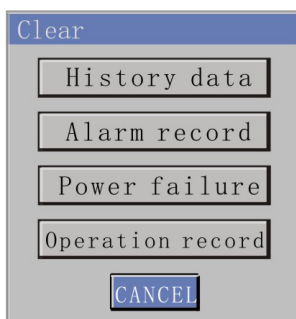 Clear
History data
Alarm record
Power failure
Operation record
CANCEL